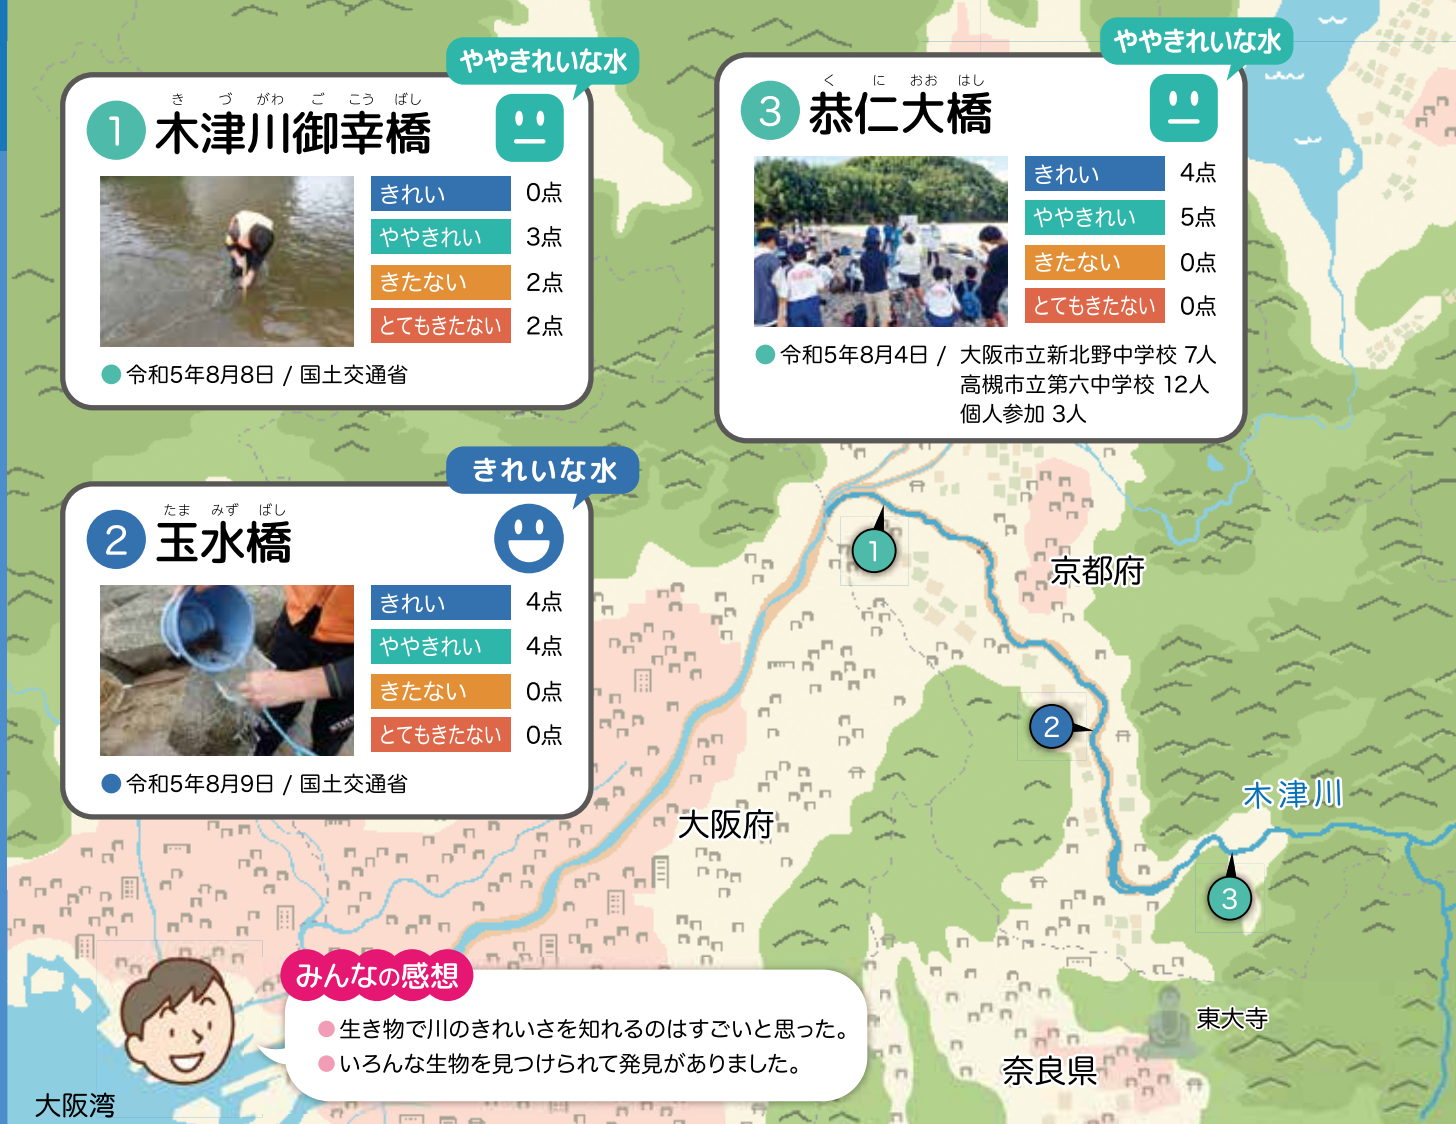 ややきれいな水
1 木津川御幸橋
き づ がわ ご こう ばし
きれい 0点
ややきれい 3点
きたない 2点
とてもきたない 2点
令和5年8月8日 / 国土交通省
ややきれいな水
3 恭仁大橋
く に おお はし
きれい 4点
ややきれい 5点
きたない 0点
とてもきたない 0点
令和5年8月4日 / 大阪市立新北野中学校 7人
高槻市立第六中学校 12人
個人参加 3人
きれいな水
2 玉水橋
たま みず ばし
きれい 4点
ややきれい 4点
きたない 0点
とてもきたない 0点
令和5年8月9日 / 国土交通省
1
京都府
2
木津川
大阪府
3
東大寺
奈良県
大阪湾
みんなの感想
生き物で川のきれいさを知れるのはすごいと思った。
いろんな生物を見つけられて発見がありました。